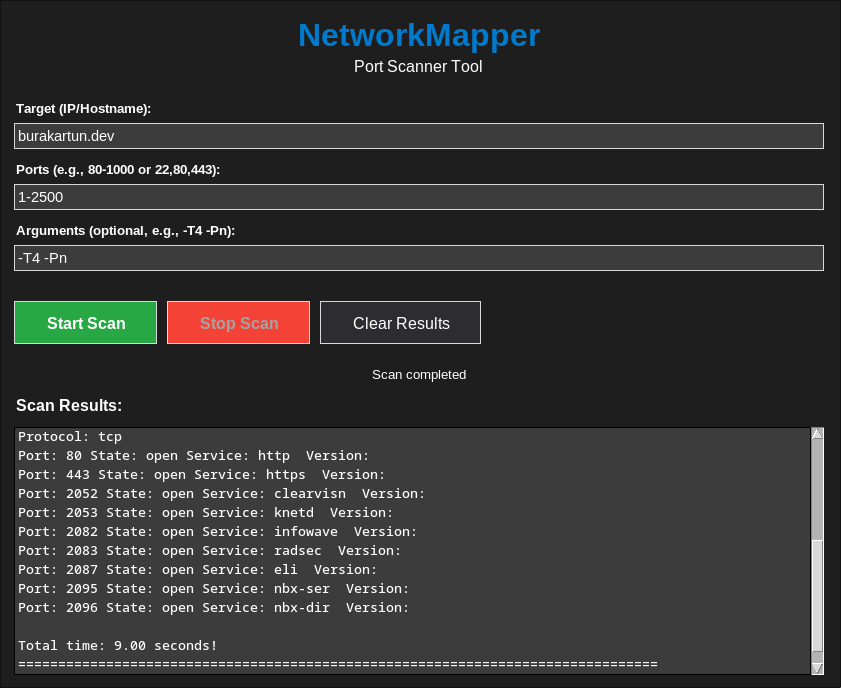 NetworkMapper
Port Scanner Tool
Target (IP/Hostname):
burakartun.dev
Ports (e.g., 80-1000 or 22,80,443):
1-2500
Arguments (optional, e.g., -T4 -Pn):
-T4 -Pn
Start Scan Stop Scan Clear Results
Scan completed
Scan Results:
Protocol: tcp
Port: 80 State: open Service: http  Version:
Port: 443 State: open Service: https  Version:
Port: 2052 State: open Service: clearvisn  Version:
Port: 2053 State: open Service: knetd  Version:
Port: 2082 State: open Service: infowave  Version:
Port: 2083 State: open Service: radsec  Version:
Port: 2087 State: open Service: eli  Version:
Port: 2095 State: open Service: nbx-ser  Version:
Port: 2096 State: open Service: nbx-dir  Version:
Total time: 9.00 seconds!
================================================================================